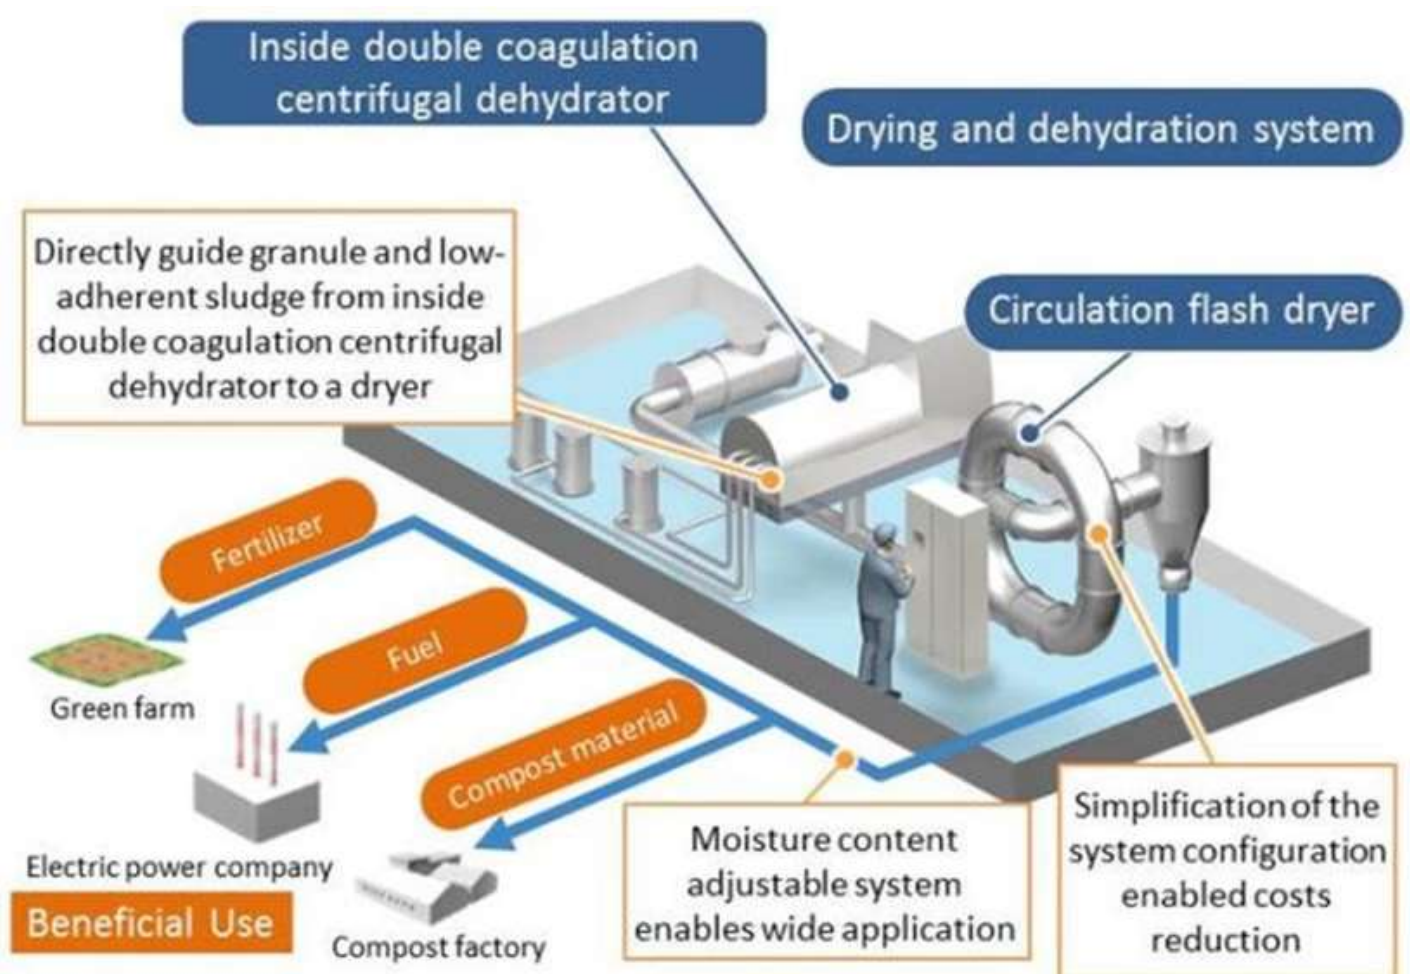 Inside double coagulation
centrifugal dehydrator
Drying and dehydration system
Directly guide granule and low-
adherent sludge from inside
double coagulation centrifugal
dehydrator to a dryer
Circulation flash dryer
Fertilizer
Green farm
Fuel
Electric power company
Compost material
Compost factory
Beneficial Use
Moisture content
adjustable system
enables wide application
Simplification of the
system configuration
enabled costs
reduction